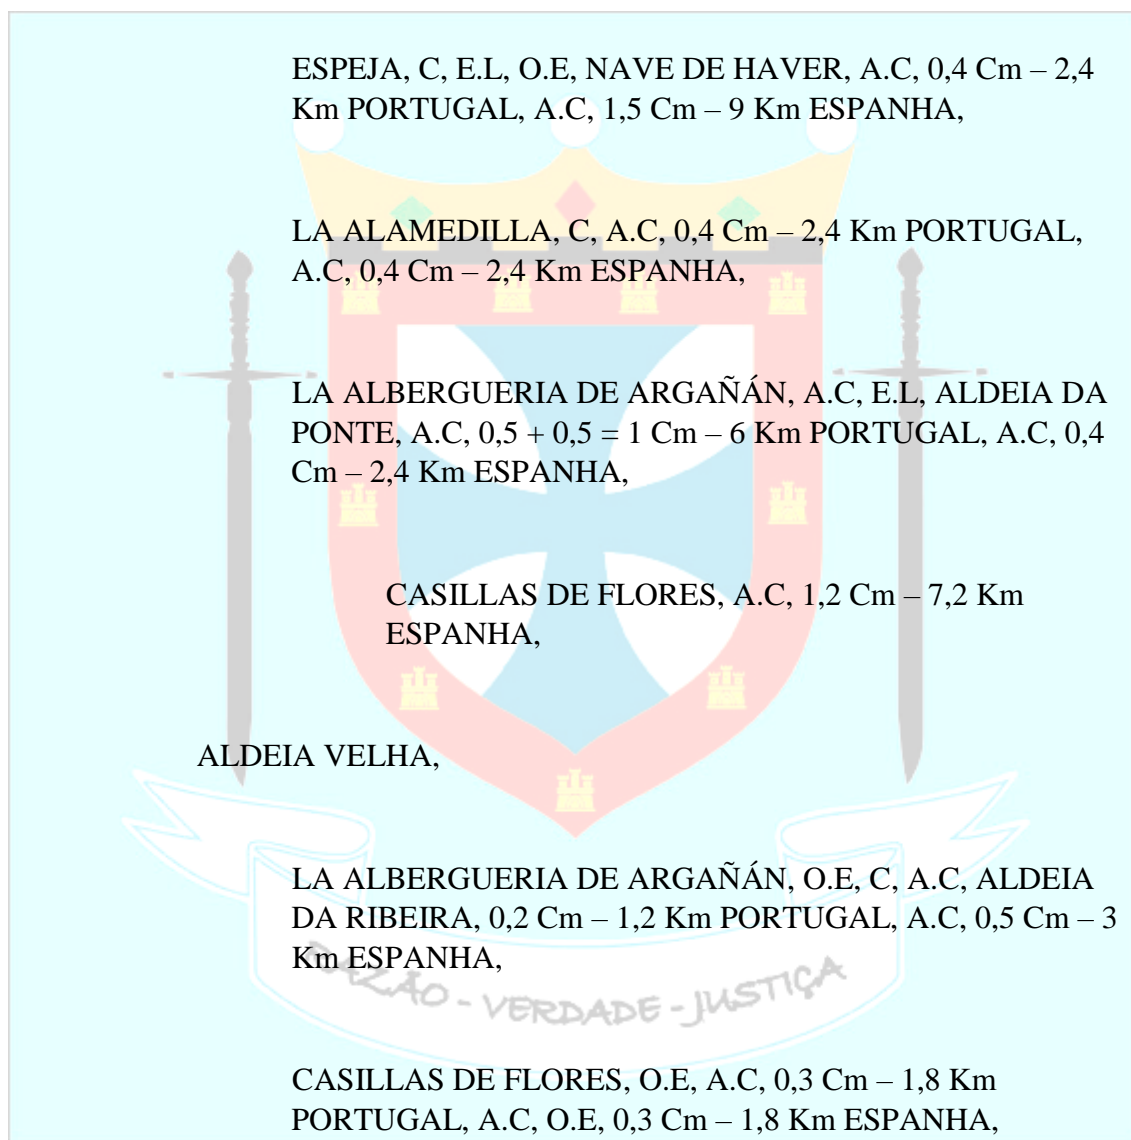 ESPEJA, C, E.L, O.E, NAVE DE HAVER, A.C, 0,4 Cm – 2,4
Km PORTUGAL, A.C, 1,5 Cm – 9 Km ESPANHA,
LA ALAMEDILLA, C, A.C, 0,4 Cm – 2,4 Km PORTUGAL,
A.C, 0,4 Cm – 2,4 Km ESPANHA,
LA ALBERGUERIA DE ARGAÑÁN, A.C, E.L, ALDEIA DA
PONTE, A.C, 0,5 + 0,5 = 1 Cm – 6 Km PORTUGAL, A.C, 0,4
Cm – 2,4 Km ESPANHA,
CASILLAS DE FLORES, A.C, 1,2 Cm – 7,2 Km
ESPANHA,
ALDEIA VELHA,
LA ALBERGUERIA DE ARGAÑÁN, O.E, C, A.C, ALDEIA
DA RIBEIRA, 0,2 Cm – 1,2 Km PORTUGAL, A.C, 0,5 Cm – 3
Km ESPANHA,
RAZÃO - VERDADE - JUSTIÇA
CASILLAS DE FLORES, O.E, A.C, 0,3 Cm – 1,8 Km
PORTUGAL, A.C, O.E, 0,3 Cm – 1,8 Km ESPANHA,